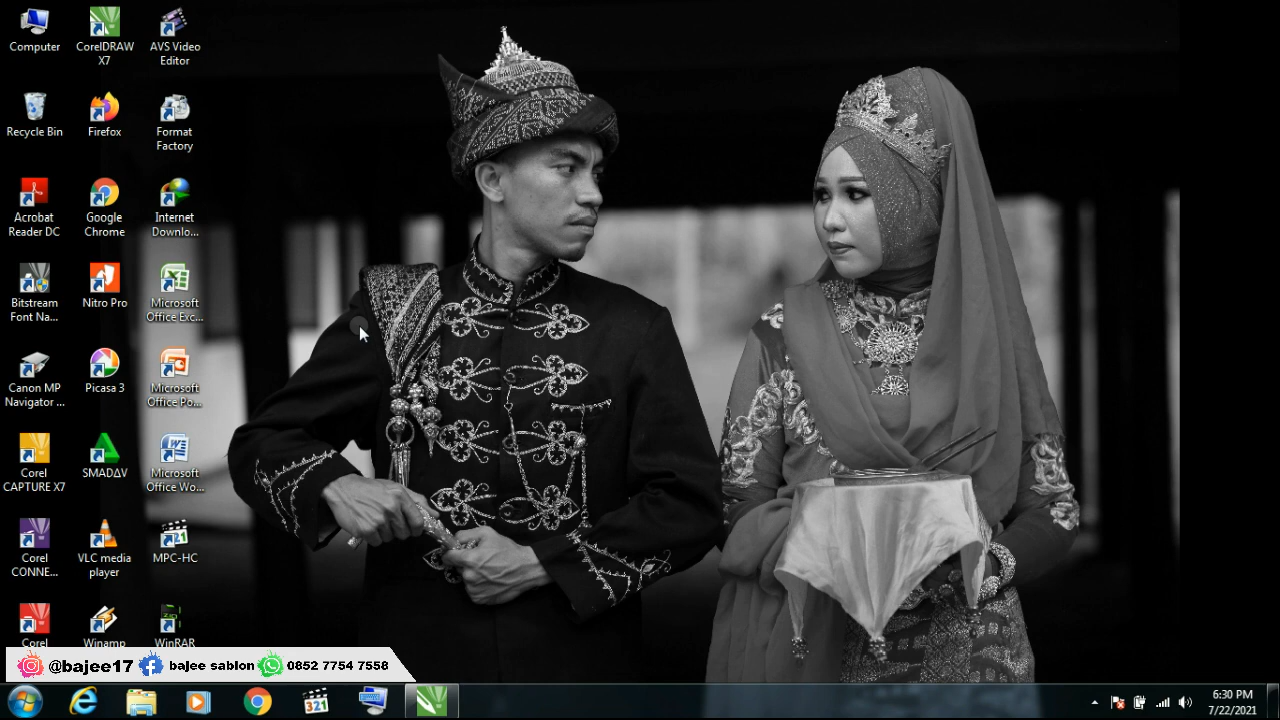 Computer
CorelDRAW
X7
AVS Video
Editor
Recycle Bin
Firefox
Format
Factory
Acrobat
Reader DC
Google
Chrome
Internet
Downlo...
Bitstream
Font Na...
Nitro Pro
Microsoft
Office Exc...
Canon MP
Navigator ...
Picasa 3
Microsoft
Office Po...
Corel
CAPTURE X7
SMADΔV
Microsoft
Office Wo...
Corel
CONNE...
VLC media
player
MPC-HC
Corel
Winamp
WinRAR
@bajee17 bajee sablon 0852 7754 7558
321
6:30 PM
7/22/2021